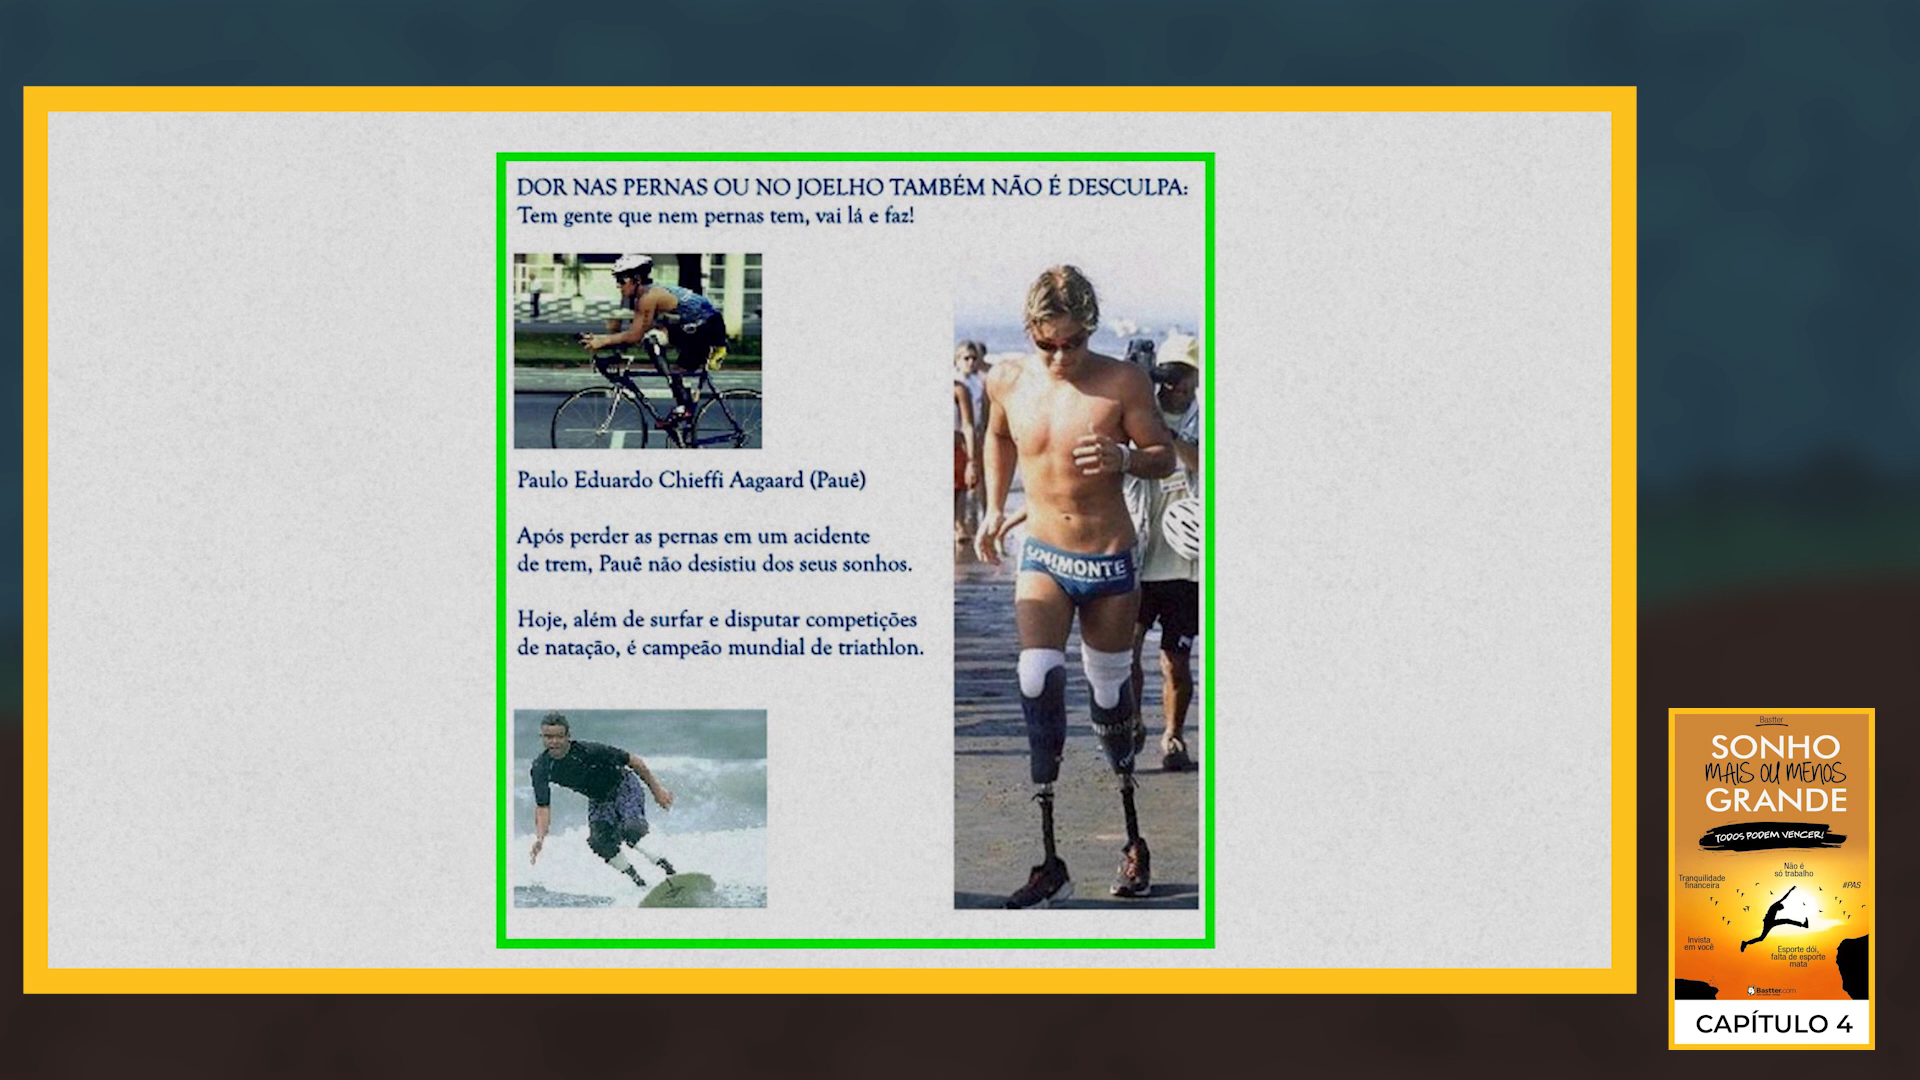 DOR NAS PERNAS OU NO JOELHO TAMBÉM NÃO É DESCULPA:
Tem gente que nem pernas tem, vai lá e faz!
Paulo Eduardo Chieffi Aagaard (Pauê)
Após perder as pernas em um acidente
de trem, Pauê não desistiu dos seus sonhos.
Hoje, além de surfar e disputar competições
de natação, é campeão mundial de triathlon.
UNIMONTE
Bastter
SONHO
MAIS OU MENOS
GRANDE
TODOS PODEM VENCER!
Não é
só trabalho
Tranquilidade
financeira
#PAS
Invista
em você
Esporte dói,
falta de esporte
mata
Bastter.com
CAPÍTULO 4